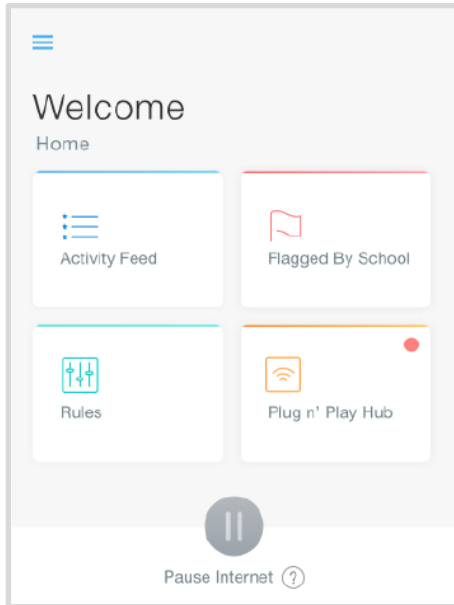 Welcome
Home
Activity Feed
Flagged By School
Rules
Plug n' Play Hub
Pause Internet ?